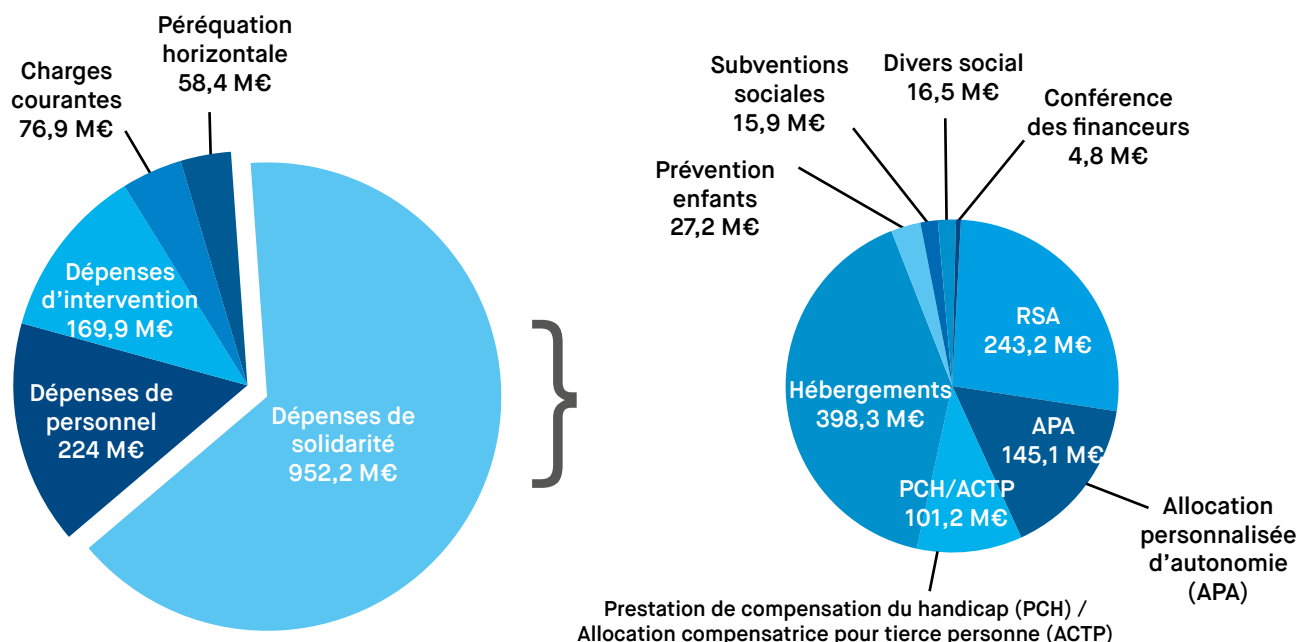 Péréquation
horizontale
58,4 M€
Charges
courantes
76,9 M€
Dépenses
d’intervention
169,9 M€
Dépenses de
personnel
224 M€
Dépenses de
solidarité
952,2 M€
}
Subventions
sociales
15,9 M€
Divers social
16,5 M€
Conférence
des financeurs
4,8 M€
Prévention
enfants
27,2 M€
RSA
243,2 M€
Hébergements
398,3 M€
APA
145,1 M€
PCH/ACTP
101,2 M€
Allocation
personnalisée
d’autonomie
(APA)
Prestation de compensation du handicap (PCH) /
Allocation compensatrice pour tierce personne (ACTP)